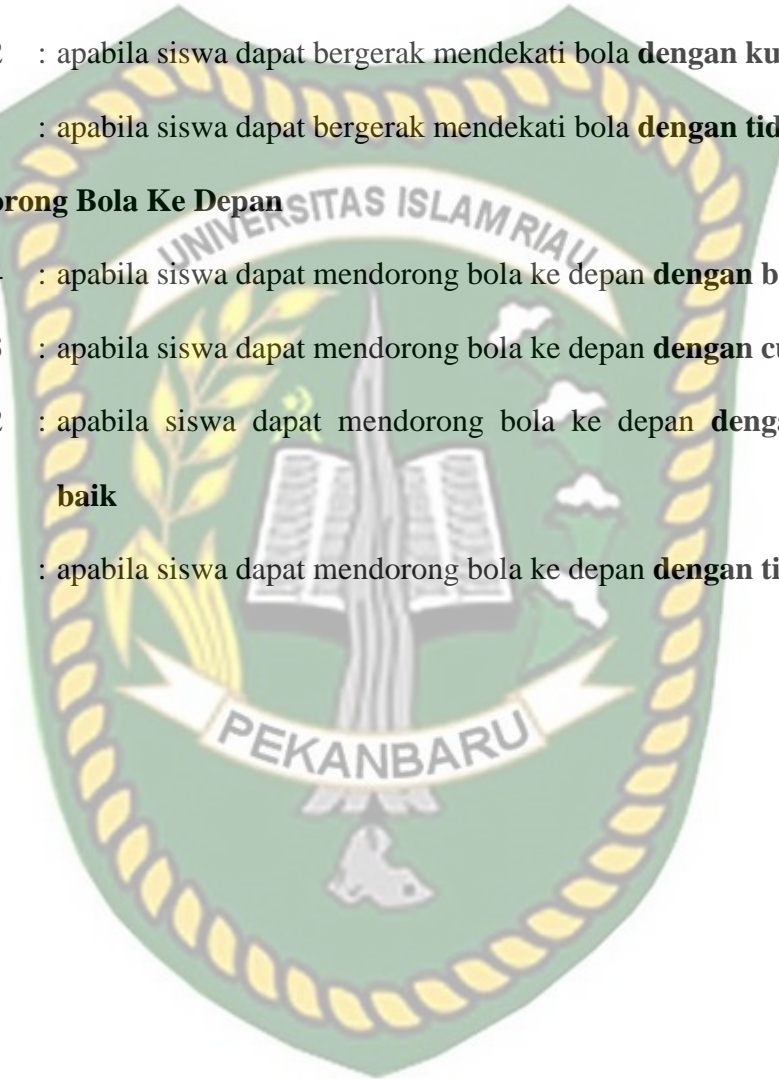 2 : apabila siswa dapat bergerak mendekati bola dengan ku
: apabila siswa dapat bergerak mendekati bola dengan tid
orong Bola Ke Depan
UNIVERSITAS ISLAM RIAU
: apabila siswa dapat mendorong bola ke depan dengan b
3 : apabila siswa dapat mendorong bola ke depan dengan cu
2 : apabila siswa dapat mendorong bola ke depan denga
baik
: apabila siswa dapat mendorong bola ke depan dengan ti
PEKANBARU